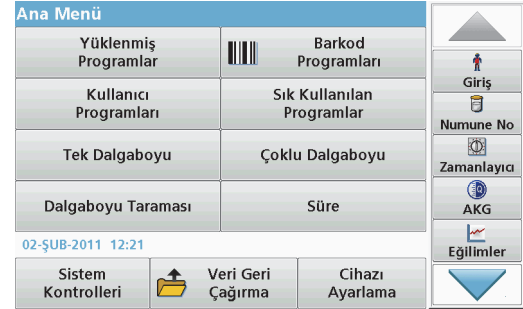 Ana Menü
Yüklenmiş
Programlar
Barkod
Programları
Kullanıcı
Programları
Sık Kullanılan
Programlar
Tek Dalgaboyu
Çoklu Dalgaboyu
Dalgaboyu Taraması
Süre
02-ŞUB-2011 12:21
Sistem
Kontrolleri
Veri Geri
Çağırma
Cihazı
Ayarlama
Giriş
Numune No
Zamanlayıcı
AKG
Eğilimler